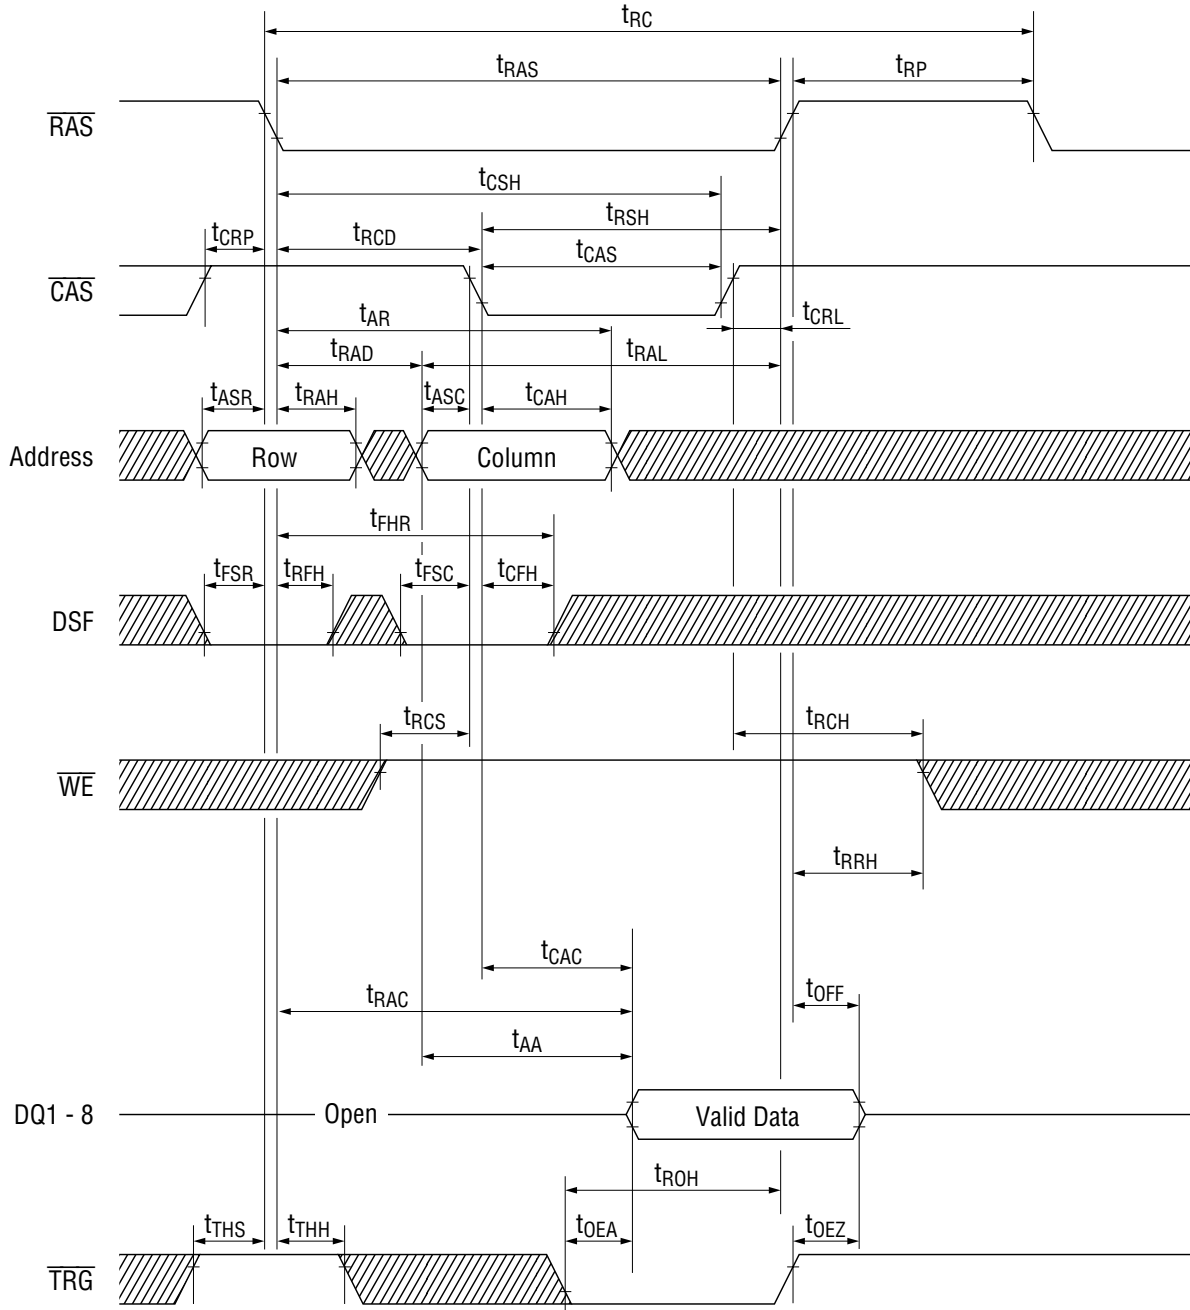 tRC
tRAS tRP
RAS
tCSH
tRSH
tCRP tRCD
tCAS
CAS
tAR tCRL
tRAD tRAL
tASR tRAH tASC tCAH
Address Row Column
tFHR
tFSR tRFH tFSC tCFH
DSF
tRCS tRCH
WE
tRRH
tCAC
tRAC tOFF
tAA
DQ1 - 8 Open Valid Data
tROH
tTHS tTHH tOEA tOEZ
TRG